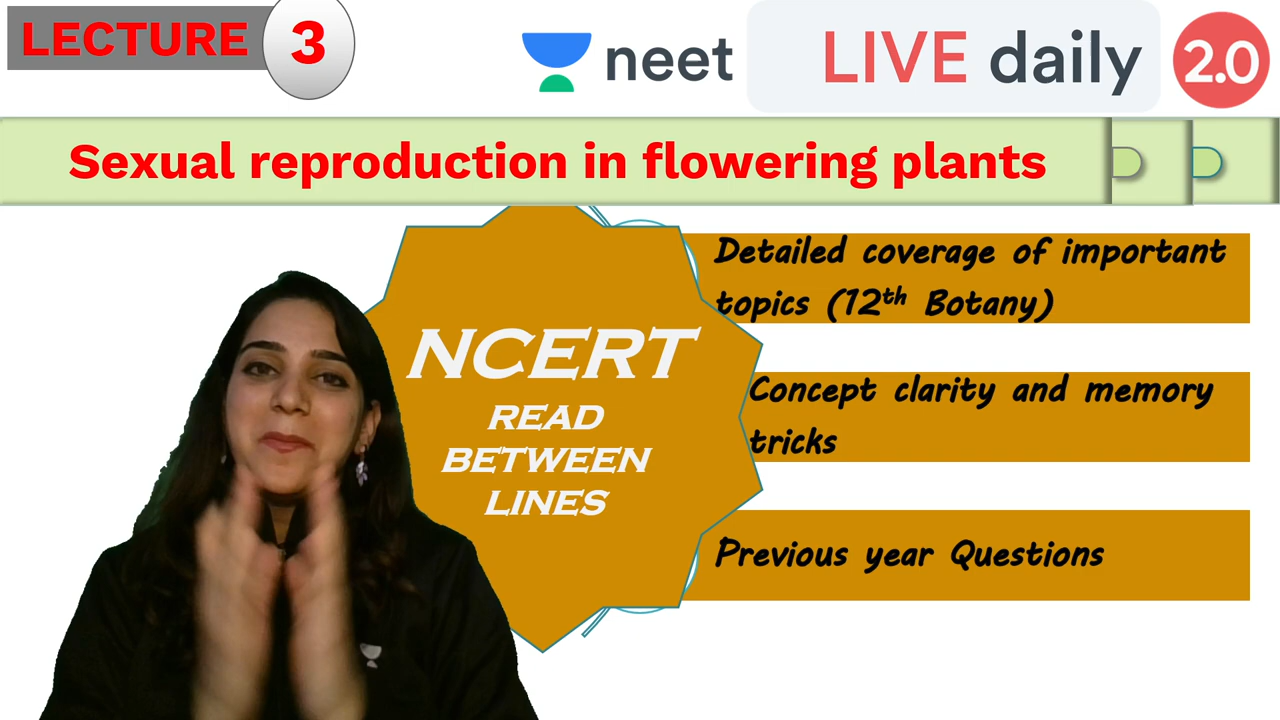 LECTURE 3
neet LIVE daily 2.0
Sexual reproduction in flowering plants
NCERT
READ
BETWEEN
LINES
Detailed coverage of important
topics (12th Botany)
Concept clarity and memory
tricks
Previous year Questions